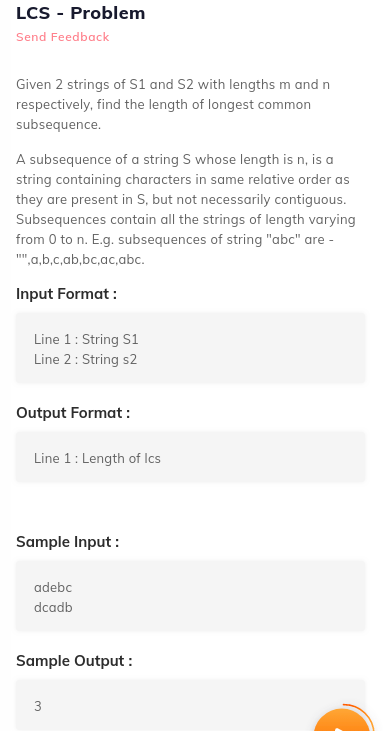 LCS - Problem
Send Feedback
Given 2 strings of S1 and S2 with lengths m and n
respectively, find the length of longest common
subsequence.
A subsequence of a string S whose length is n, is a
string containing characters in same relative order as
they are present in S, but not necessarily contiguous.
Subsequences contain all the strings of length varying
from 0 to n. E.g. subsequences of string "abc" are -
"",a,b,c,ab,bc,ac,abc.
Input Format :
Line 1 : String S1
Line 2 : String s2
Output Format :
Line 1 : Length of lcs
Sample Input :
adebc
dcadb
Sample Output :
3